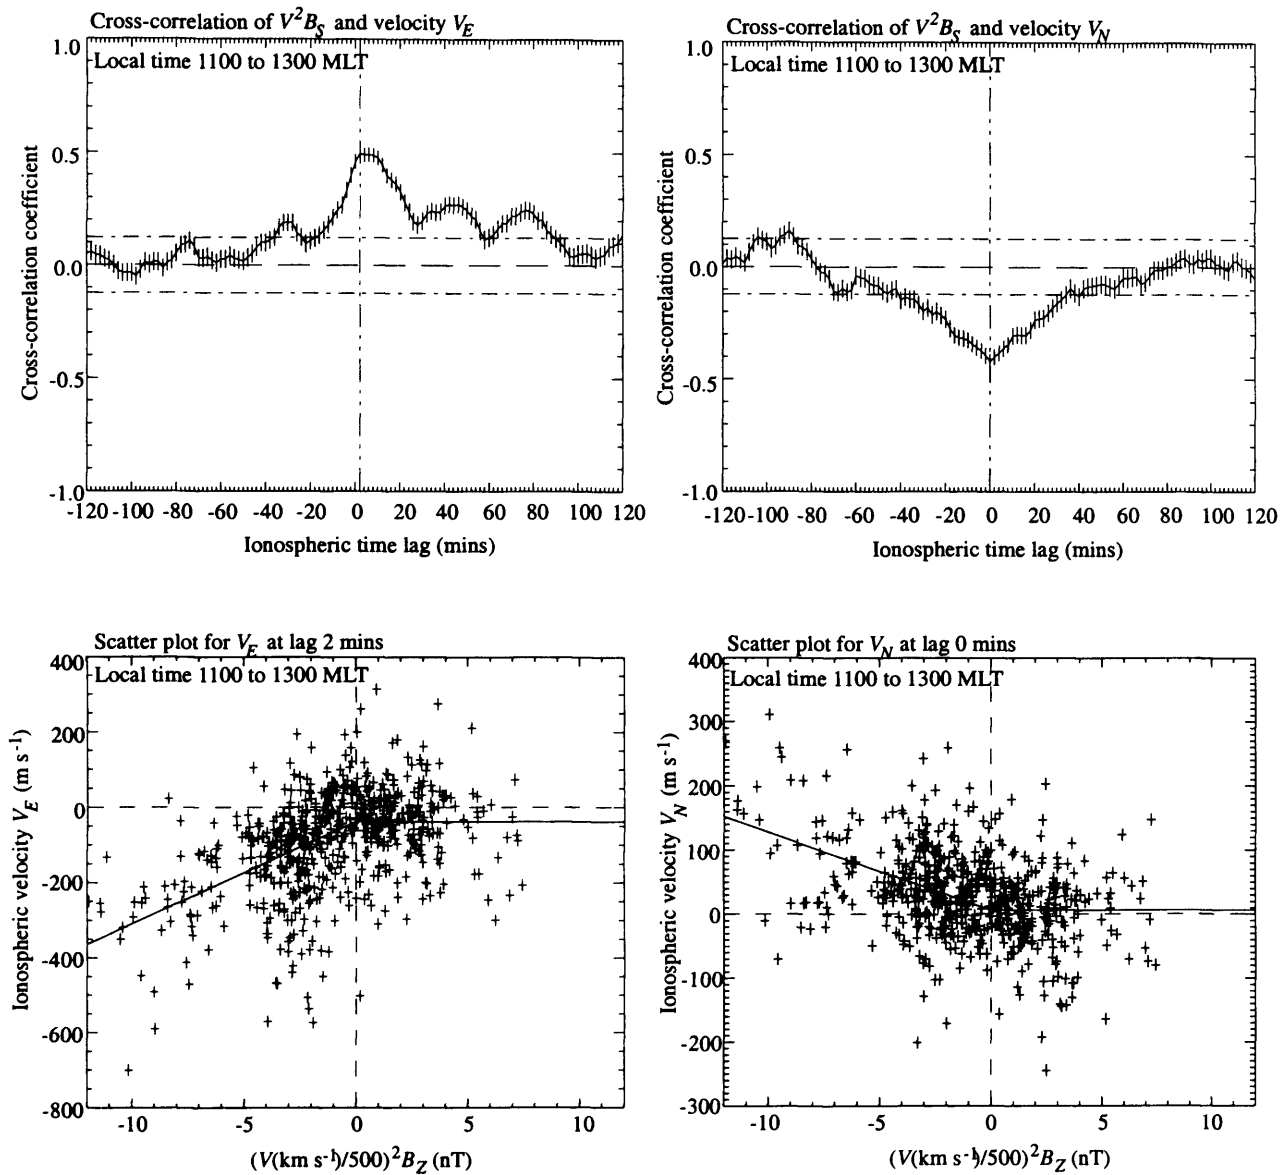 Cross-correlation of V²B_S and velocity V_E
Local time 1100 to 1300 MLT
1.0
0.5
0.0
-0.5
-1.0
Cross-correlation coefficient
-120 -100 -80 -60 -40 -20 0 20 40 60 80 100 120
Ionospheric time lag (mins)
Cross-correlation of V²B_S and velocity V_N
Local time 1100 to 1300 MLT
1.0
0.5
0.0
-0.5
-1.0
Cross-correlation coefficient
-120 -100 -80 -60 -40 -20 0 20 40 60 80 100 120
Ionospheric time lag (mins)
Scatter plot for V_E at lag 2 mins
Local time 1100 to 1300 MLT
400
200
0
-200
-400
-600
-800
Ionospheric velocity V_E (m s⁻¹)
-10 -5 0 5 10
(V(km s⁻¹)/500)²B_Z (nT)
Scatter plot for V_N at lag 0 mins
Local time 1100 to 1300 MLT
400
300
200
100
0
-100
-200
-300
Ionospheric velocity V_N (m s⁻¹)
-10 -5 0 5 10
(V(km s⁻¹)/500)²B_Z (nT)